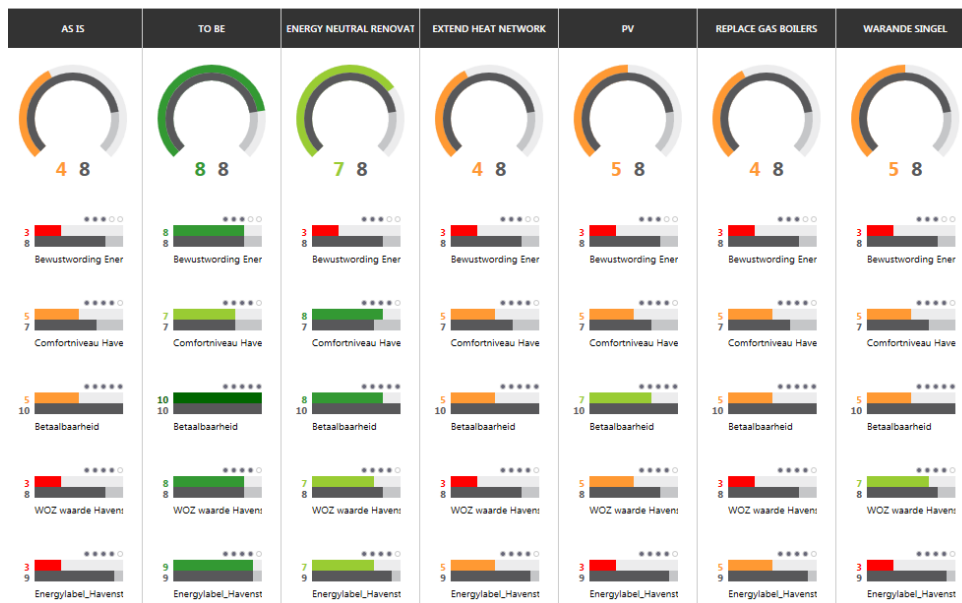 AS IS TO BE ENERGY NEUTRAL RENOVAT EXTEND HEAT NETWORK PV REPLACE GAS BOILERS WARANDE SINGEL
4 8 8 8 7 8 4 8 5 8 4 8 5 8
3 8 3 3 3 3 3
8 8 8 8 8 8 8
Bewustwording Ener Bewustwording Ener Bewustwording Ener Bewustwording Ener Bewustwording Ener Bewustwording Ener Bewustwording Ener
5 7 8 5 5 5 5
7 7 7 7 7 7 7
Comfortniveau Have Comfortniveau Have Comfortniveau Have Comfortniveau Have Comfortniveau Have Comfortniveau Have Comfortniveau Have
5 10 8 5 7 5 5
10 10 10 10 10 10 10
Betaalbaarheid Betaalbaarheid Betaalbaarheid Betaalbaarheid Betaalbaarheid Betaalbaarheid Betaalbaarheid
3 8 7 3 5 3 7
8 8 8 8 8 8 8
WOZ waarde Havens WOZ waarde Havens WOZ waarde Havens WOZ waarde Havens WOZ waarde Havens WOZ waarde Havens WOZ waarde Havens
3 9 7 5 3 5 3
9 9 9 9 9 9 9
Energylabel_Havenst Energylabel_Havenst Energylabel_Havenst Energylabel_Havenst Energylabel_Havenst Energylabel_Havenst Energylabel_Havenst